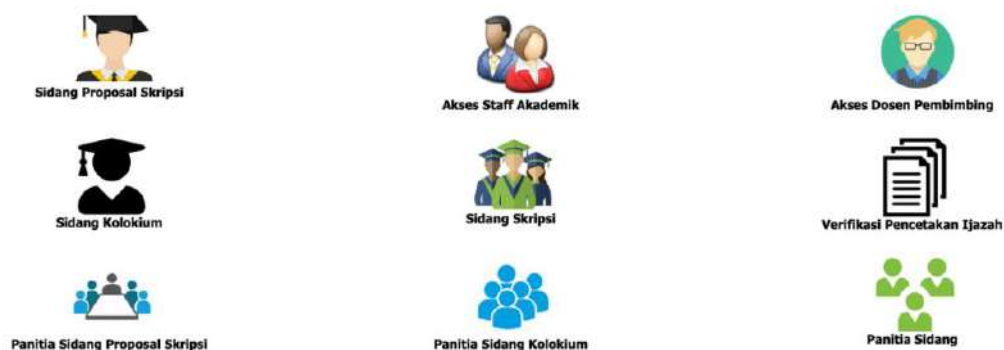 Sidang Proposal Skripsi
Akses Staff Akademik
Akses Dosen Pembimbing
Sidang Kolokium
Sidang Skripsi
Verifikasi Pencetakan Ijazah
Panitia Sidang Proposal Skripsi
Panitia Sidang Kolokium
Panitia Sidang